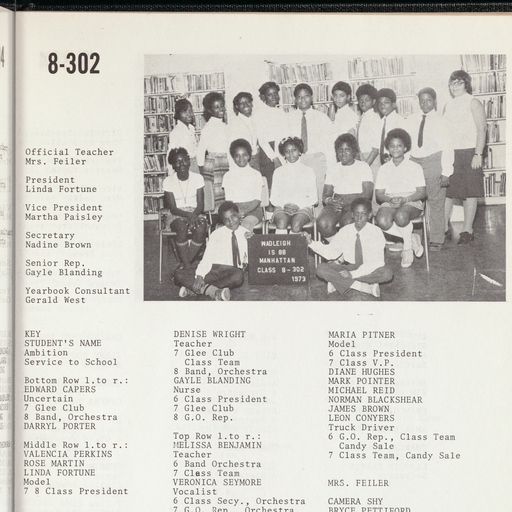 8-302
Official Teacher
Mrs. Feiler
President
Linda Fortune
Vice President
Martha Paisley
Secretary
Nadine Brown
Senior Rep.
Gayle Blanding
Yearbook Consultant
Gerald West
WADLEIGH
IS 88
MANHATTAN
CLASS 8-302
1973
KEY
STUDENT'S NAME
Ambition
Service to School
Bottom Row l.to r.:
EDWARD CAPERS
Uncertain
7 Glee Club
8 Band, Orchestra
DARRYL PORTER
Middle Row l.to r.:
VALENCIA PERKINS
ROSE MARTIN
LINDA FORTUNE
Model
7 8 Class President
DENISE WRIGHT
Teacher
7 Glee Club
Class Team
8 Band, Orchestra
GAYLE BLANDING
Nurse
6 Class President
7 Glee Club
8 G.O. Rep.
Top Row l.to r.:
MELISSA BENJAMIN
Teacher
6 Band Orchestra
7 Class Team
VERONICA SEYMORE
Vocalist
6 Class Secy., Orchestra
7 G.O. Rep., Orchestra
MARIA PITNER
Model
6 Class President
7 Class V.P.
DIANE HUGHES
MARK POINTER
MICHAEL REID
NORMAN BLACKSHEAR
JAMES BROWN
LEON CONYERS
Truck Driver
6 G.O. Rep., Class Team
Candy Sale
7 Class Team, Candy Sale
MRS. FEILER
CAMERA SHY
BRYCE PETTIFORD